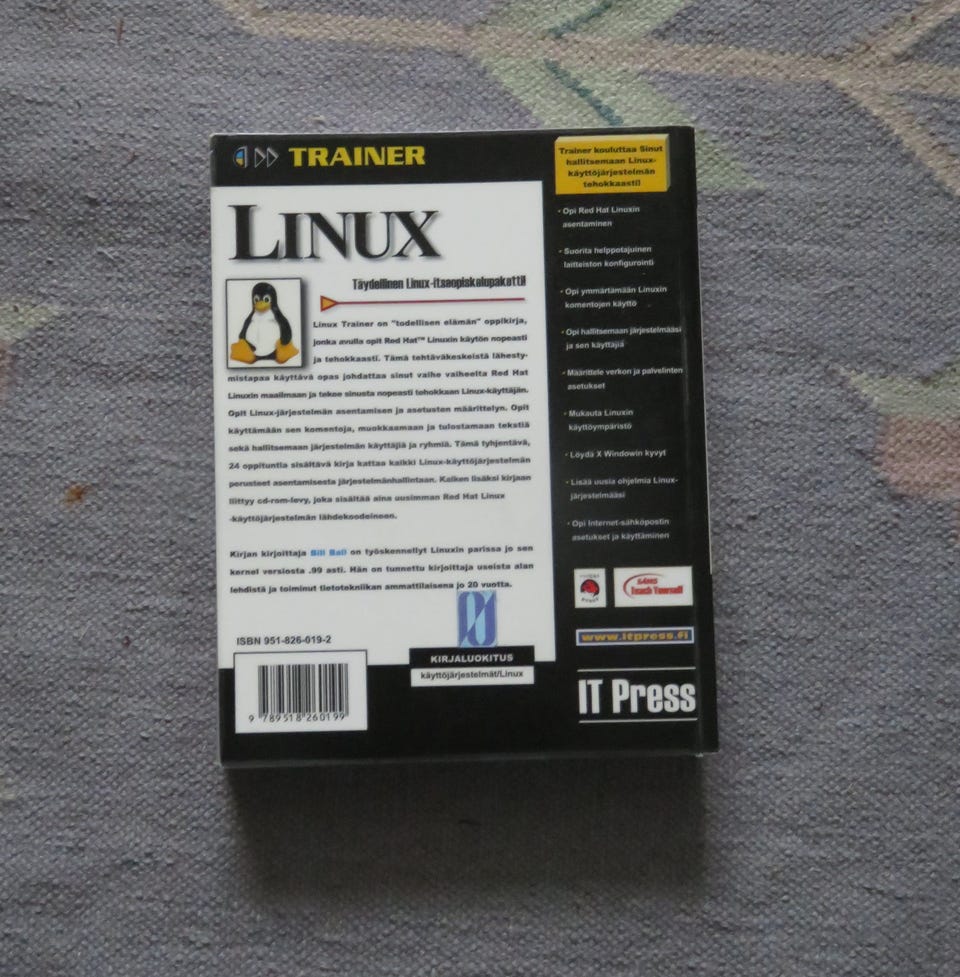 TRAINER
LINUX
Täydellinen Linux-itseopiskelupaketti!
Linux Trainer on "todellisen elämän" oppikirja,
jonka avulla opit Red Hat™ Linuxin käytön nopeasti
ja tehokkaasti. Tämä tehtäväkeskeistä lähesty-
mistapaa käyttävä opas johdattaa sinut vaihe vaiheelta Red Hat
Linuxin maailmaan ja tekee sinusta nopeasti tehokkaan Linux-käyttäjän.
Opit Linux-järjestelmän asentamisen ja asetusten määrittelyn. Opit
käyttämään sen komentoja, muokkaamaan ja tulostamaan tekstiä
sekä hallitsemaan järjestelmän käyttäjiä ja ryhmiä. Tämä tyhjentävä,
24 oppituntia sisältävä kirja kattaa kaikki Linux-käyttöjärjestelmän
perusteet asentamisesta järjestelmänhallintaan. Kaiken lisäksi kirjaan
liittyy cd-rom-levy, joka sisältää aina uusimman Red Hat Linux
-käyttöjärjestelmän lähdekoodeineen.
Kirjan kirjoittaja Bill Ball on työskennellyt Linuxin parissa jo sen
kernel versiosta .99 asti. Hän on tunnettu kirjoittaja useista alan
lehdistä ja toiminut tietotekniikan ammattilaisena jo 20 vuotta.
ISBN 951-826-019-2
9 789518 260199
KIRJALUOKITUS
käyttöjärjestelmät/Linux
Trainer kouluttaa Sinut
hallitsemaan Linux-
käyttöjärjestelmän
tehokkaasti!
• Opi Red Hat Linuxin
asentaminen
• Suorita helppotajuinen
laitteiston konfigurointi
• Opi ymmärtämään Linuxin
komentojen käyttö
• Opi hallitsemaan järjestelmääsi
ja sen käyttäjiä
• Määrittele verkon ja palvelinten
asetukset
• Mukauta Linuxin
käyttöympäristö
• Löydä X Windowin kyvyt
• Lisää uusia ohjelmia Linux-
järjestelmääsi
• Opi Internet-sähköpostin
asetukset ja käyttäminen
SAMS
Teach Yourself
www.itpress.fi
IT Press